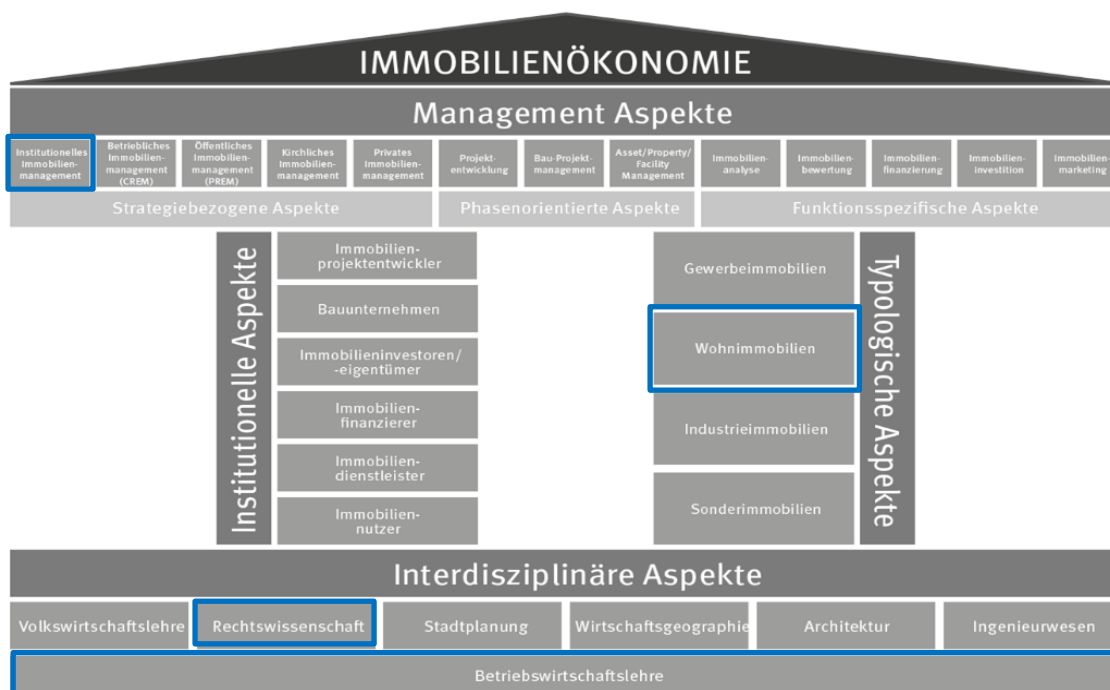 IMMOBILIENÖKONOMIE
Management Aspekte
Institutionelles
Immobilien-
management
Betriebliches
Immobilien-
management
(CREM)
Öffentliches
Immobilien-
management
(PREM)
Kirchliches
Immobilien-
management
Privates
Immobilien-
management
Projekt-
entwicklung
Bau-Projekt-
management
Asset/Property/
Facility
Management
Immobilien-
analyse
Immobilien-
bewertung
Immobilien-
finanzierung
Immobilien-
investition
Immobilien-
marketing
Strategiebezogene Aspekte
Phasenorientierte Aspekte
Funktionsspezifische Aspekte
Institutionelle Aspekte
Immobilien-
projektentwickler
Bauunternehmen
Immobilieninvestoren/
-eigentümer
Immobilien-
finanzierer
Immobilien-
dienstleister
Immobilien-
nutzer
Gewerbeimmobilien
Wohnimmobilien
Industrieimmobilien
Sonderimmobilien
Typologische Aspekte
Interdisziplinäre Aspekte
Volkswirtschaftslehre
Rechtswissenschaft
Stadtplanung
Wirtschaftsgeographie
Architektur
Ingenieurwesen
Betriebswirtschaftslehre